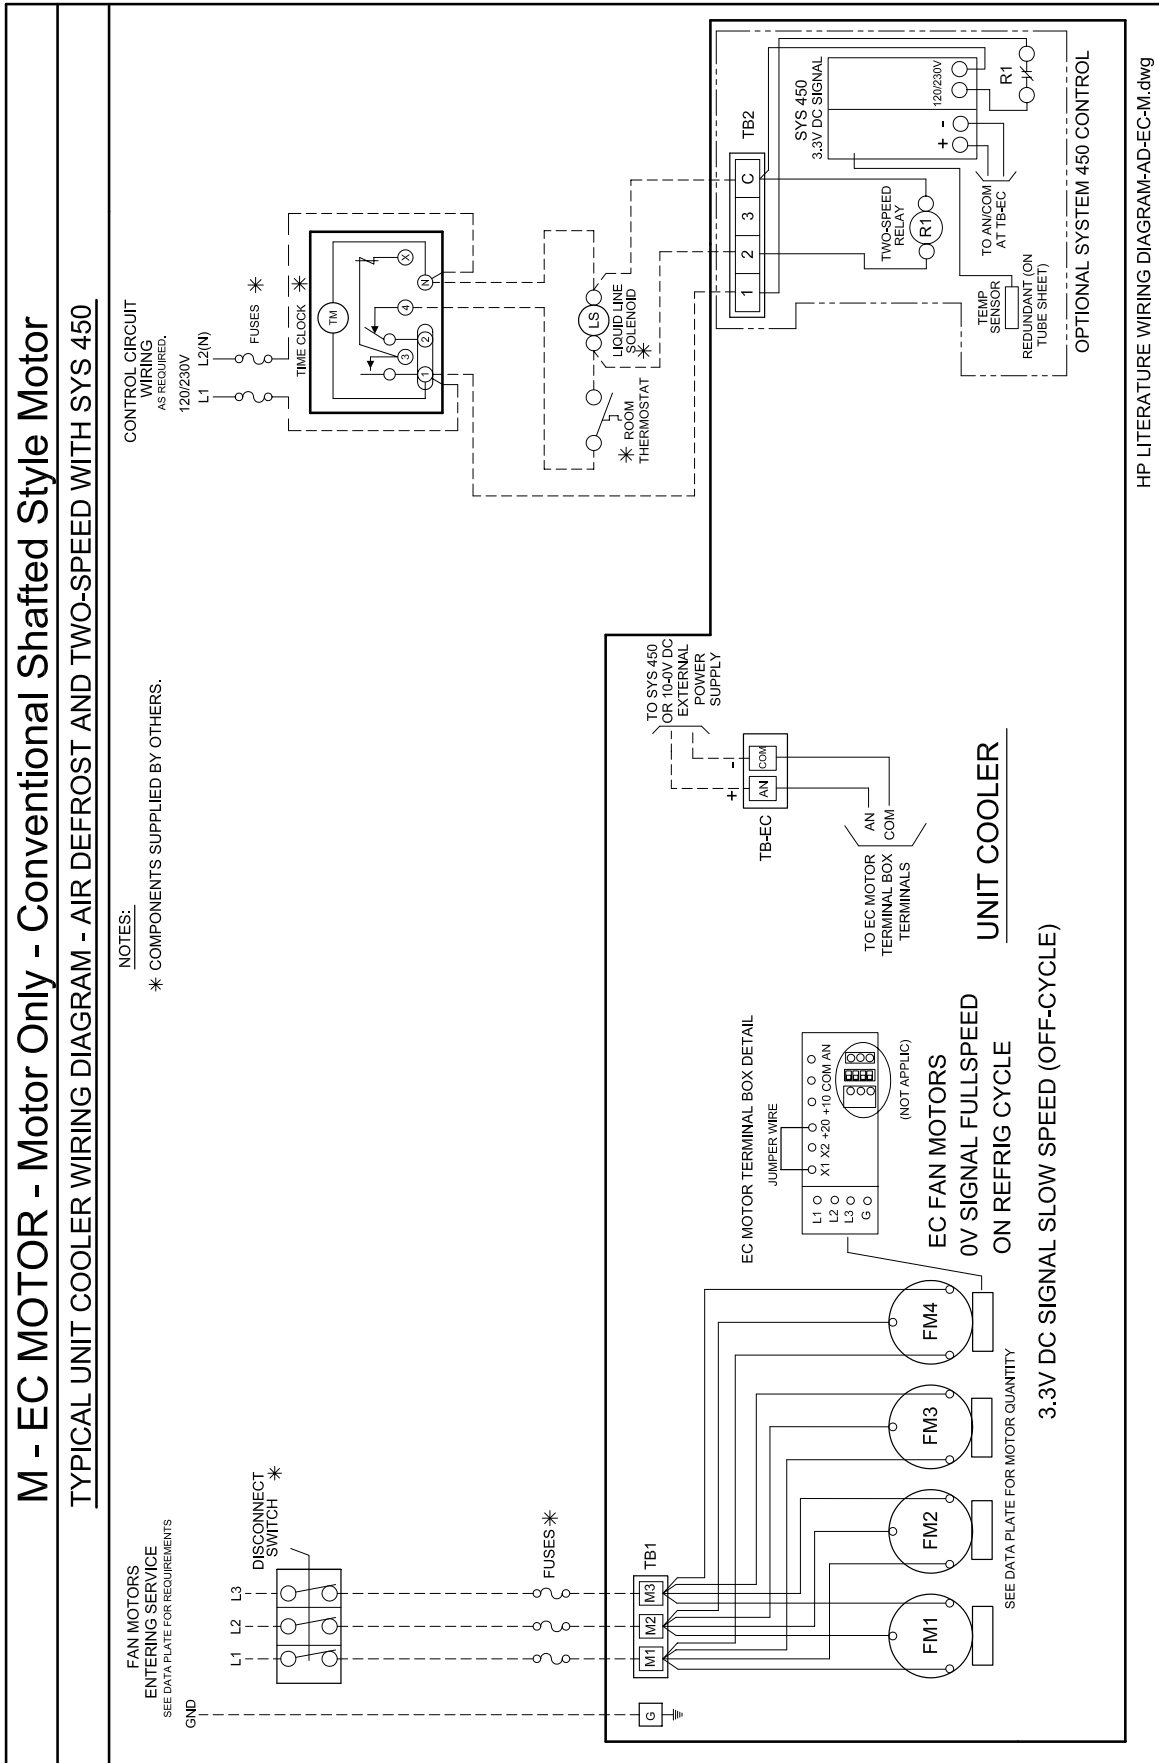 M - EC MOTOR - Motor Only - Conventional Shafted Style Motor
TYPICAL UNIT COOLER WIRING DIAGRAM - AIR DEFROST AND TWO-SPEED WITH SYS 450
NOTES:
* COMPONENTS SUPPLIED BY OTHERS.
FAN MOTORS
ENTERING SERVICE
SEE DATA PLATE FOR REQUIREMENTS
GND
L1
L2
L3
DISCONNECT
SWITCH *
FUSES *
TB1
G
M1
M2
M3
FM1
FM2
FM3
FM4
SEE DATA PLATE FOR MOTOR QUANTITY
EC MOTOR TERMINAL BOX DETAIL
JUMPER WIRE
X1 X2 +20 +10 COM AN
L1
L2
L3
G
(NOT APPLIC)
EC FAN MOTORS
0V SIGNAL FULLSPEED
ON REFRIG CYCLE
3.3V DC SIGNAL SLOW SPEED (OFF-CYCLE)
TO SYS 450
OR 10-0V DC
EXTERNAL
POWER
SUPPLY
+
-
TB-EC
AN
COM
AN
COM
TO EC MOTOR
TERMINAL BOX
TERMINALS
UNIT COOLER
CONTROL CIRCUIT
WIRING
AS REQUIRED.
120/230V
L1
L2(N)
FUSES *
TIME CLOCK *
TM
1
2
3
4
X
N
LS
LIQUID LINE
SOLENOID
*
* ROOM
THERMOSTAT
TB2
1
2
3
C
SYS 450
3.3V DC SIGNAL
120/230V
+
-
R1
TWO-SPEED
RELAY
R1
TO AN/COM
AT TB-EC
TEMP
SENSOR
REDUNDANT (ON
TUBE SHEET)
OPTIONAL SYSTEM 450 CONTROL
HP LITERATURE WIRING DIAGRAM-AD-EC-M.dwg